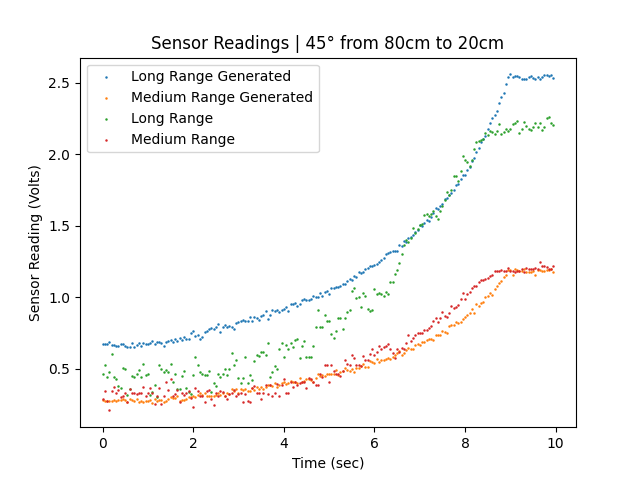 Sensor Readings | 45° from 80cm to 20cm
Long Range Generated
Medium Range Generated
Long Range
Medium Range
2.5
2.0
1.5
1.0
0.5
Sensor Reading (Volts)
0 2 4 6 8 10
Time (sec)